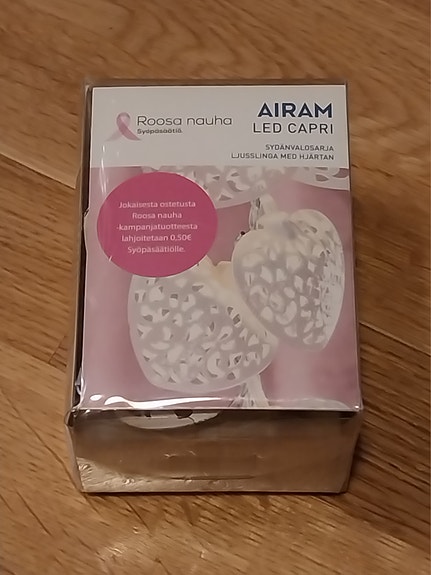 Roosa nauha
Syöpäsäätiö
AIRAM
LED CAPRI
SYDÄNVALOSARJA
LJUSSLINGA MED HJÄRTAN
Jokaisesta ostetusta
Roosa nauha
-kampanjatuotteesta
lahjoitetaan 0,50€
Syöpäsäätiölle.